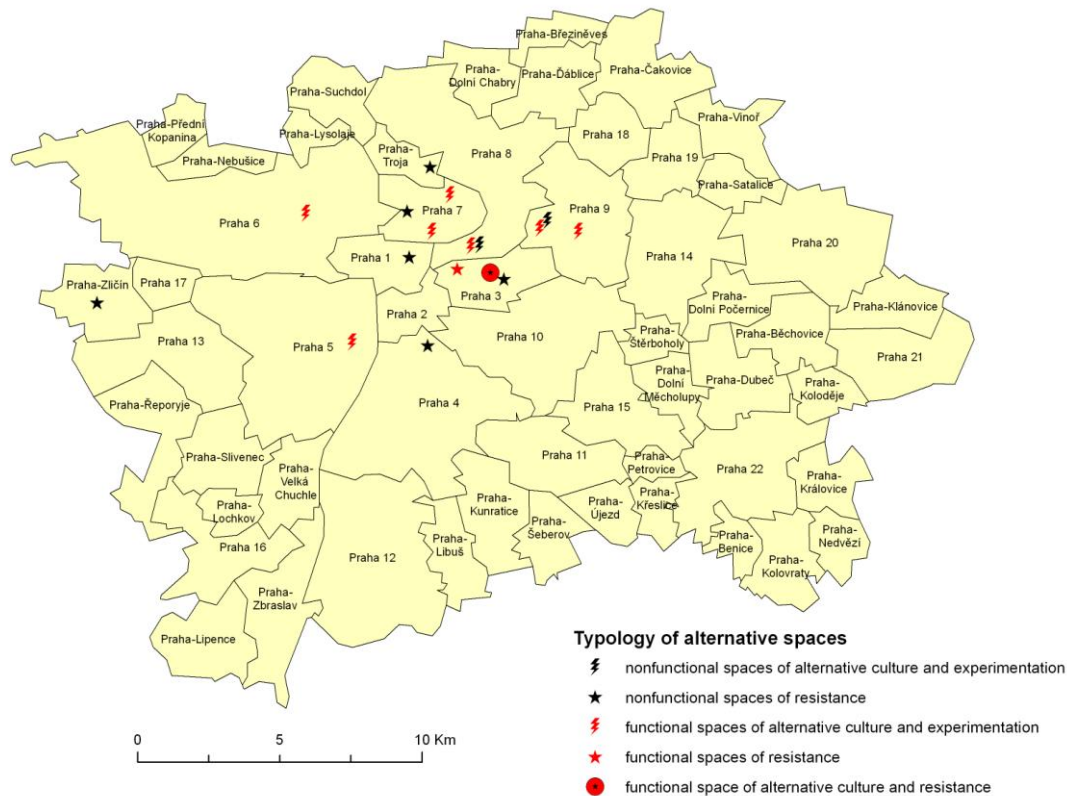 Praha-Březiněves
Praha-
Dolní Chabry
Praha-Ďáblice
Praha-Čakovice
Praha-Suchdol
Praha-Přední
Kopanina
Praha-Lysolaje
Praha-Nebušice
Praha-
Troja
Praha 8
Praha 18
Praha-Vinoř
Praha 19
Praha-Satalice
Praha 6
Praha 7
Praha 9
Praha 20
Praha 1
Praha 14
Praha-Zličín
Praha 17
Praha 3
Praha-
Dolní Počernice
Praha-Klánovice
Praha 2
Praha 13
Praha 5
Praha 10
Praha-
Štěrboholy
Praha-Běchovice
Praha 21
Praha-
Dolní
Měcholupy
Praha-Dubeč
Praha-
Koloděje
Praha-Řeporyje
Praha 4
Praha 15
Praha-Slivenec
Praha 11
Praha-
Petrovice
Praha 22
Praha-
Velká
Chuchle
Praha-
Královice
Praha-
Kunratice
Praha-
Újezd
Praha-
Křeslice
Praha-
Lochkov
Praha-
Šeberov
Praha-
Nedvězí
Praha-
Benice
Praha 16
Praha 12
Praha-
Libuš
Praha-
Kolovraty
Praha-
Zbraslav
Praha-Lipence
Typology of alternative spaces
nonfunctional spaces of alternative culture and experimentation
nonfunctional spaces of resistance
functional spaces of alternative culture and experimentation
functional spaces of resistance
functional space of alternative culture and resistance
0 5 10 Km